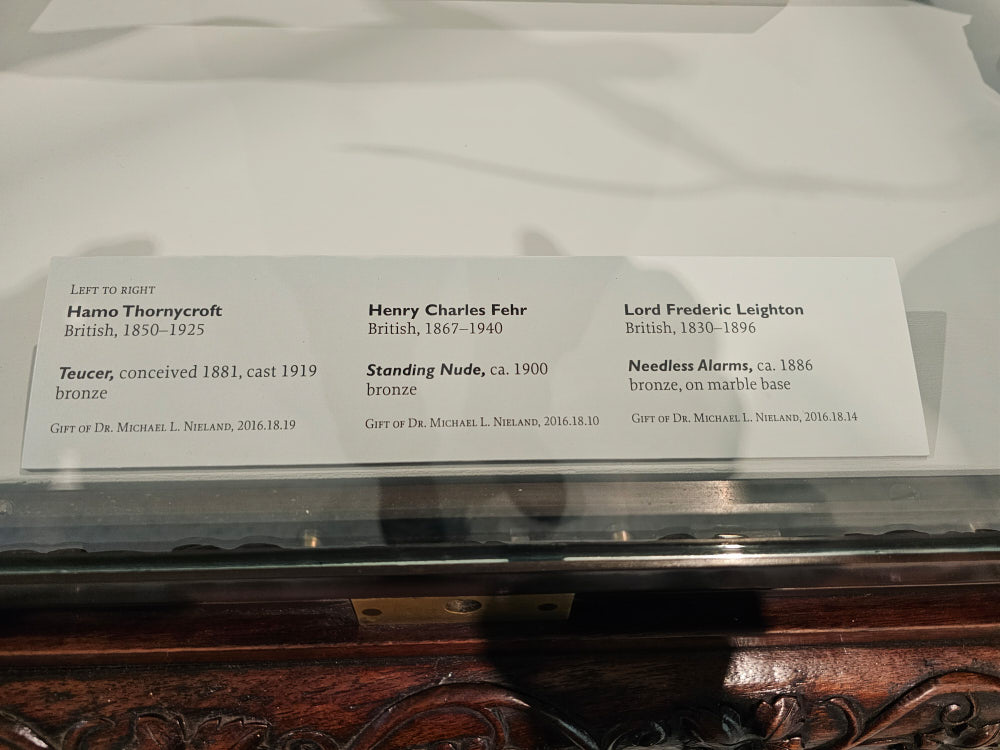 LEFT TO RIGHT
Hamo Thornycroft
British, 1850–1925
Teucer, conceived 1881, cast 1919
bronze
GIFT OF DR. MICHAEL L. NIELAND, 2016.18.19
Henry Charles Fehr
British, 1867–1940
Standing Nude, ca. 1900
bronze
GIFT OF DR. MICHAEL L. NIELAND, 2016.18.10
Lord Frederic Leighton
British, 1830–1896
Needless Alarms, ca. 1886
bronze, on marble base
GIFT OF DR. MICHAEL L. NIELAND, 2016.18.14